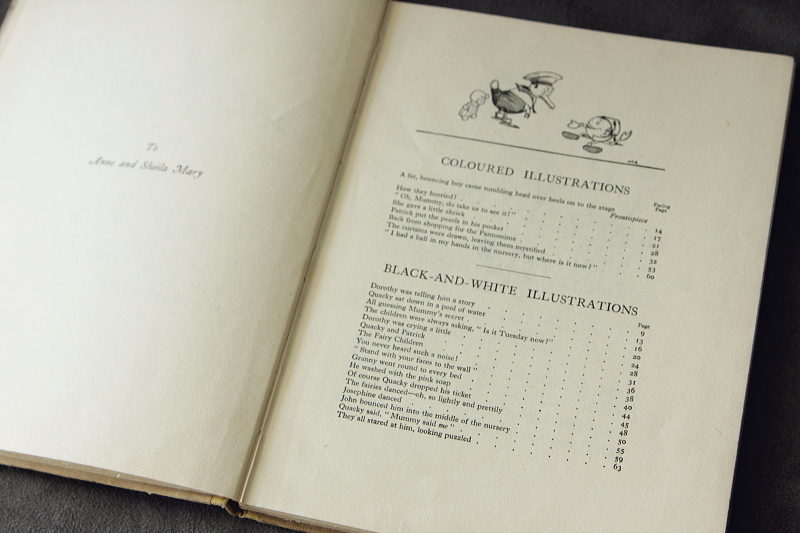 To
Anne and Sheila Mary
COLOURED ILLUSTRATIONS
Facing
Page
A fat, bouncing boy came tumbling head over heels on to the stage
Frontispiece
How they hurried! . . . . . . 14
"Oh, Mummy, do take us to see it!" . . . . . . 17
She gave a little shriek . . . . . . 21
Patrick put the pearls in his pocket . . . . . . 28
Back from shopping for the Pantomime . . . . . . 32
The curtains were drawn, leaving them mystified . . . . . . 53
"I had a ball in my hands in the nursery, but where is it now?" . . 60
BLACK-AND-WHITE ILLUSTRATIONS
Page
Dorothy was telling him a story . . . . . . 9
Quacky sat down in a pool of water . . . . . . 13
All guessing Mummy's secret . . . . . . 16
The children were always asking, "Is it Tuesday now?" . . . 20
Dorothy was crying a little . . . . . . 24
Quacky and Patrick . . . . . . 28
The Fairy Children . . . . . . 31
You never heard such a noise! . . . . . . 36
"Stand with your faces to the wall" . . . . . . 38
Granny went round to every bed . . . . . . 40
He washed with the pink soap . . . . . . 44
Of course Quacky dropped his ticket . . . . . . 45
The fairies danced—oh, so lightly and prettily . . . . . 48
Josephine danced . . . . . . 50
John bounced him into the middle of the nursery . . . . . 55
Quacky said, "Mummy said me" . . . . . . 59
They all stared at him, looking puzzled . . . . . . 63